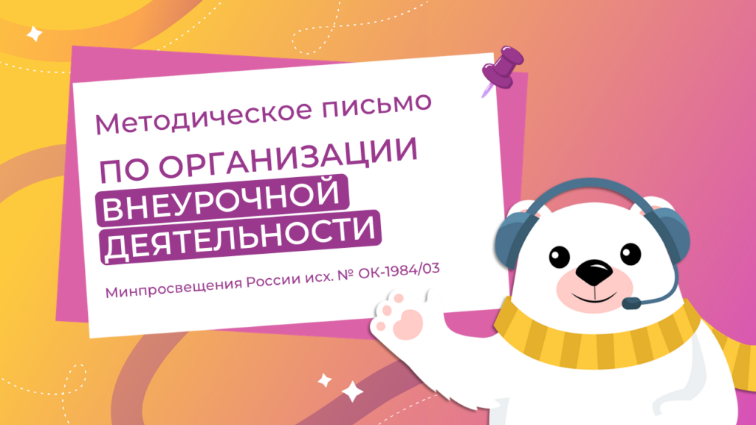 Методическое письмо
ПО ОРГАНИЗАЦИИ
ВНЕУРОЧНОЙ
ДЕЯТЕЛЬНОСТИ
Минпросвещения России исх. № ОК-1984/03